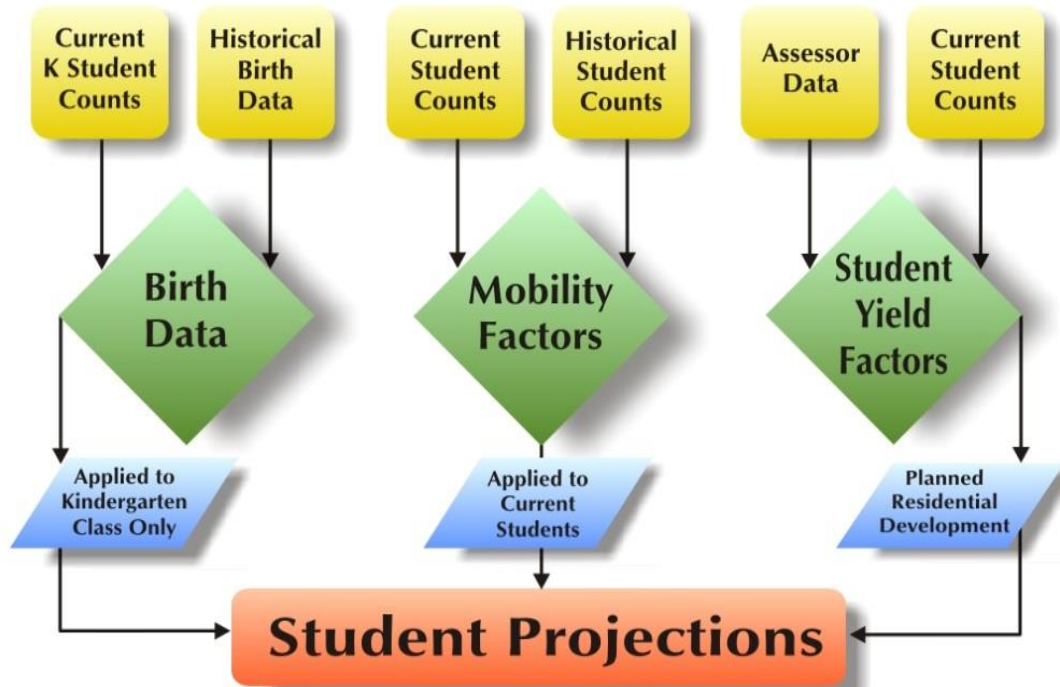 Current
K Student
Counts
Historical
Birth
Data
Current
Student
Counts
Historical
Student
Counts
Assessor
Data
Current
Student
Counts
Birth
Data
Mobility
Factors
Student
Yield
Factors
Applied to
Kindergarten
Class Only
Applied to
Current
Students
Planned
Residential
Development
Student Projections